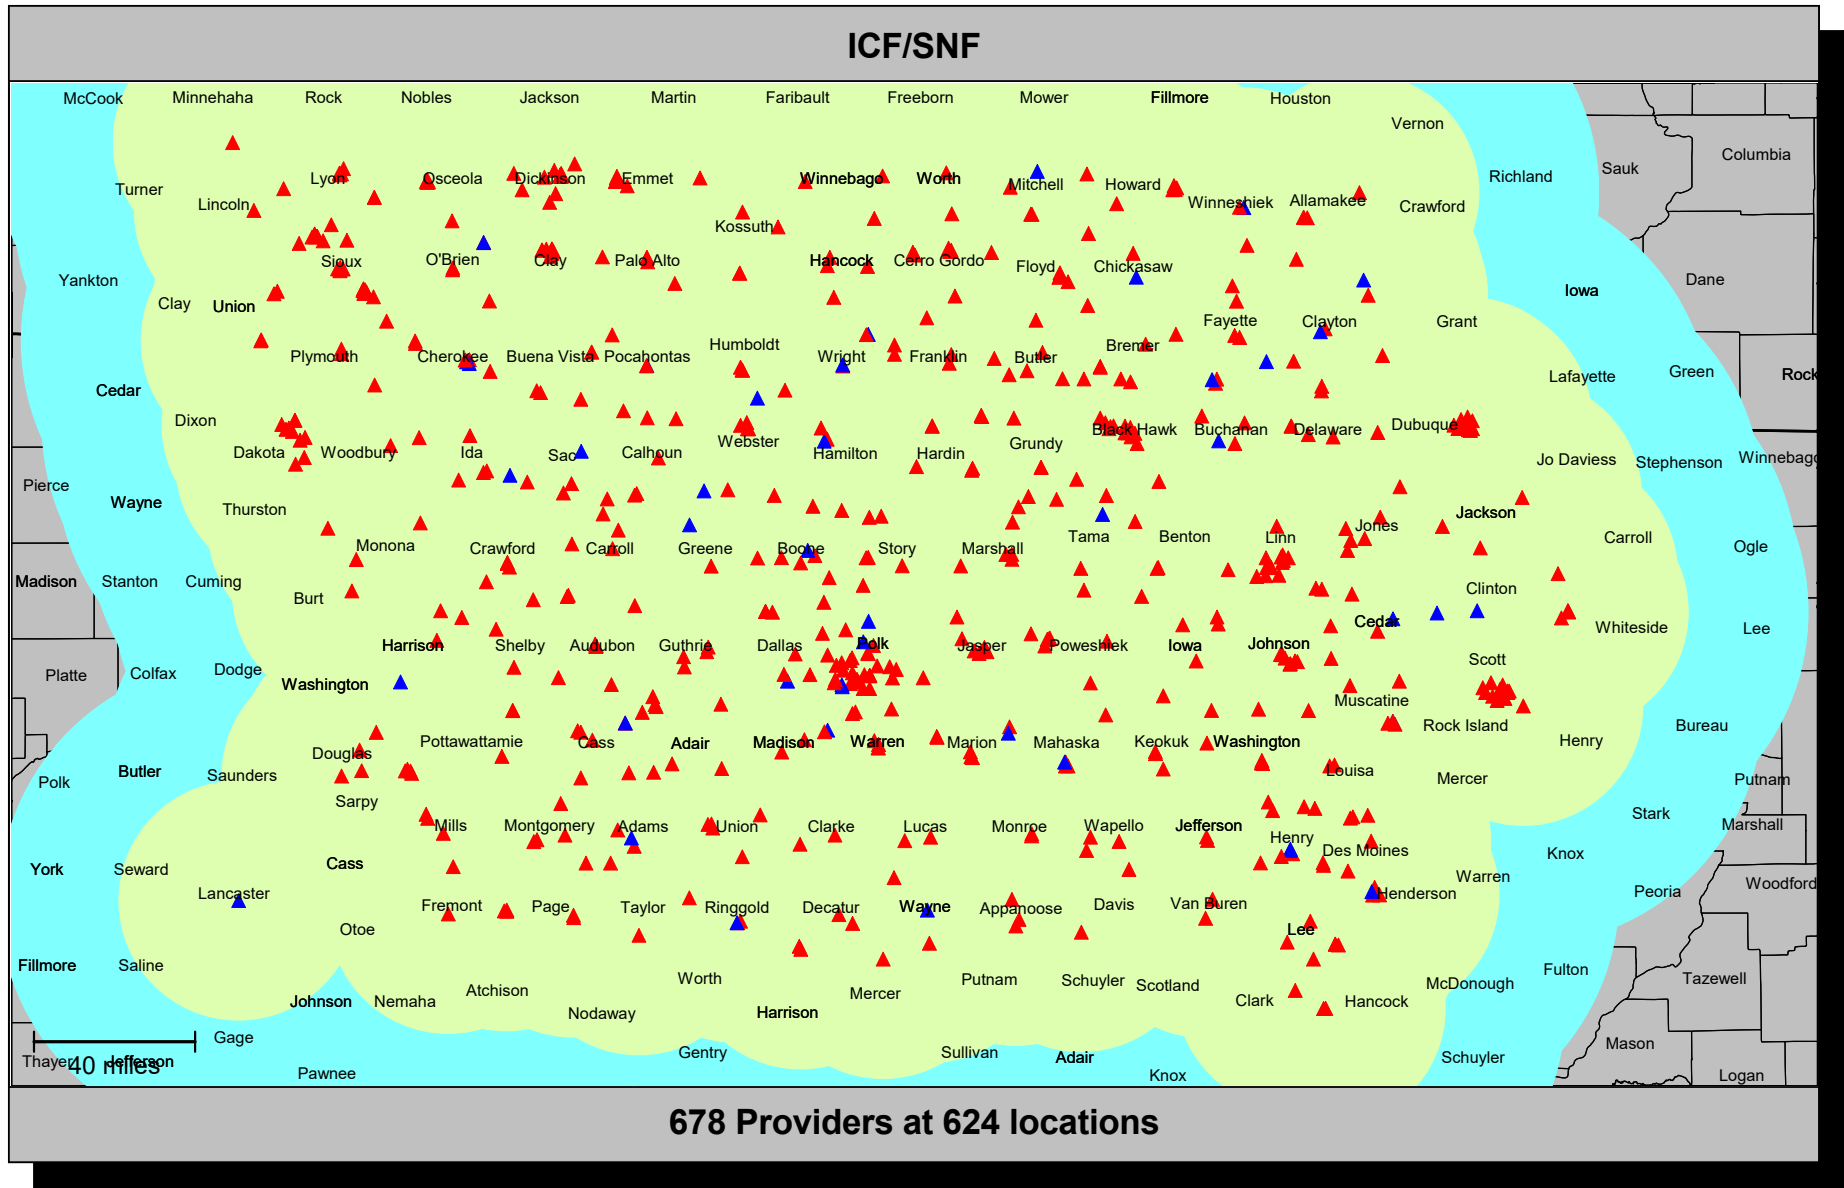 ICF/SNF
McCook Minnehaha Rock Nobles Jackson Martin Faribault Freeborn Mower Fillmore Houston
Vernon
Columbia
Sauk
Richland
Turner Lyon Osceola Dickinson Emmet Winnebago Worth Mitchell Howard
Lincoln Kossuth Winneshiek Allamakee Crawford
Yankton Sioux O'Brien Clay Palo Alto Hancock Cerro Gordo Floyd Chickasaw Dane
Clay Union Iowa
Fayette Clayton Grant
Plymouth Cherokee Buena Vista Pocahontas Humboldt Wright Franklin Butler Bremer
Cedar Lafayette Green Rock
Dixon Webster Grundy Black Hawk Buchanan Delaware Dubuque
Dakota Woodbury Ida Sac Calhoun Hamilton Hardin Jo Daviess Stephenson Winnebago
Pierce Wayne Thurston Jackson
Monona Crawford Carroll Greene Boone Story Marshall Tama Benton Linn Jones Carroll Ogle
Madison Stanton Cuming Burt Clinton
Harrison Shelby Audubon Guthrie Dallas Polk Jasper Poweshiek Iowa Johnson Cedar Whiteside Lee
Platte Colfax Dodge Washington Scott
Muscatine
Rock Island Bureau
Douglas Pottawattamie Cass Adair Madison Warren Marion Mahaska Keokuk Washington Henry
Polk Butler Saunders Louisa Mercer Putnam
Sarpy Mills Montgomery Adams Union Clarke Lucas Monroe Wapello Jefferson Henry Stark Marshall
York Seward Cass Des Moines Knox
Warren Woodford
Lancaster Fremont Page Taylor Ringgold Decatur Wayne Appanoose Davis Van Buren Henderson Peoria
Otoe Lee
Fillmore Saline Worth Putnam Schuyler Scotland McDonough Fulton Tazewell
Johnson Nemaha Atchison Nodaway Harrison Mercer Clark Hancock
Gage Gentry Sullivan Adair Schuyler Mason
Thayer Jefferson
40 miles
Pawnee Knox Logan
678 Providers at 624 locations